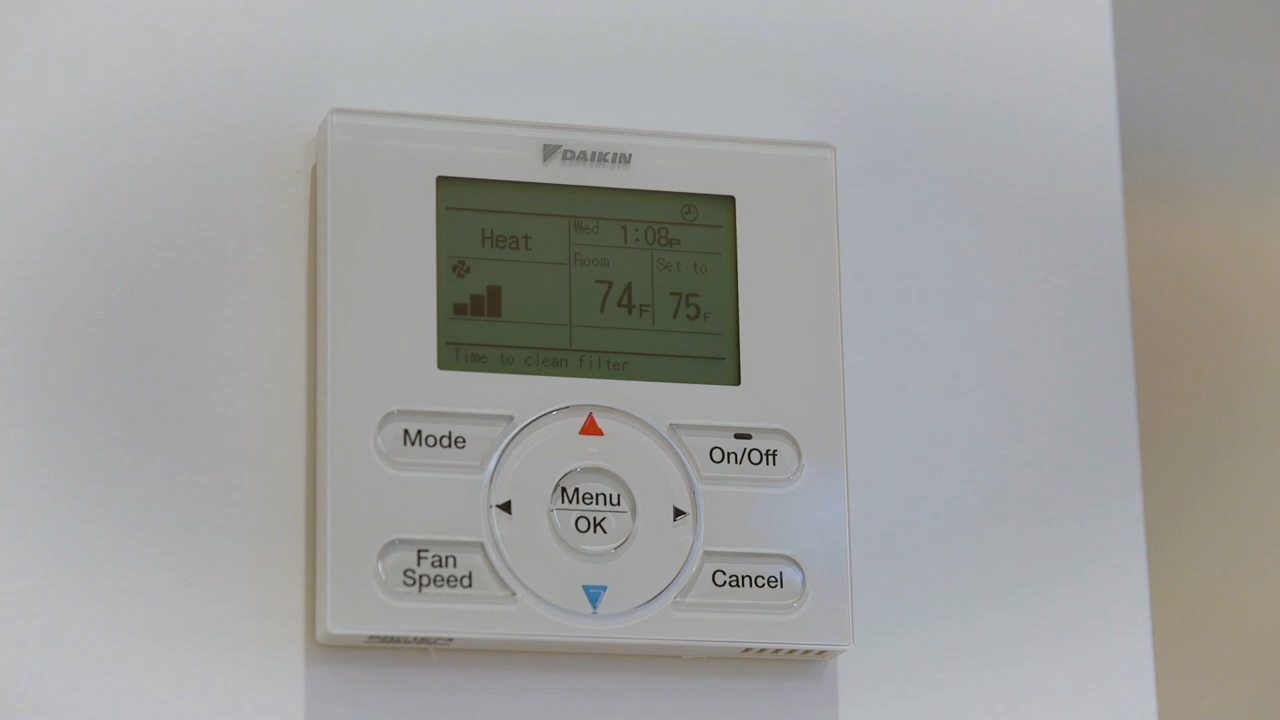 DAIKIN
Heat
Wed 1:08P
Room
Set to
74F
75F
Time to clean filter
Mode
On/Off
Menu
OK
Fan
Speed
Cancel